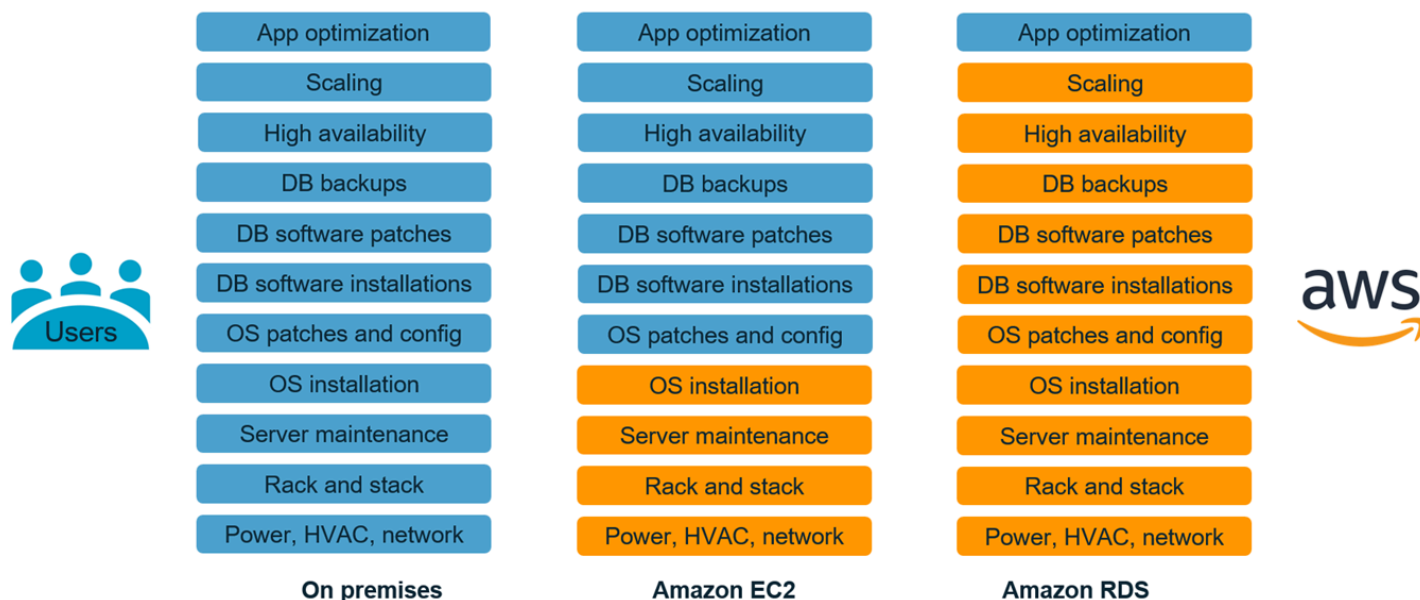 App optimization
App optimization
App optimization
Scaling
Scaling
Scaling
High availability
High availability
High availability
DB backups
DB backups
DB backups
DB software patches
DB software patches
DB software patches
DB software installations
DB software installations
DB software installations
Users
OS patches and config
OS patches and config
OS patches and config
aws
OS installation
OS installation
OS installation
Server maintenance
Server maintenance
Server maintenance
Rack and stack
Rack and stack
Rack and stack
Power, HVAC, network
Power, HVAC, network
Power, HVAC, network
On premises
Amazon EC2
Amazon RDS